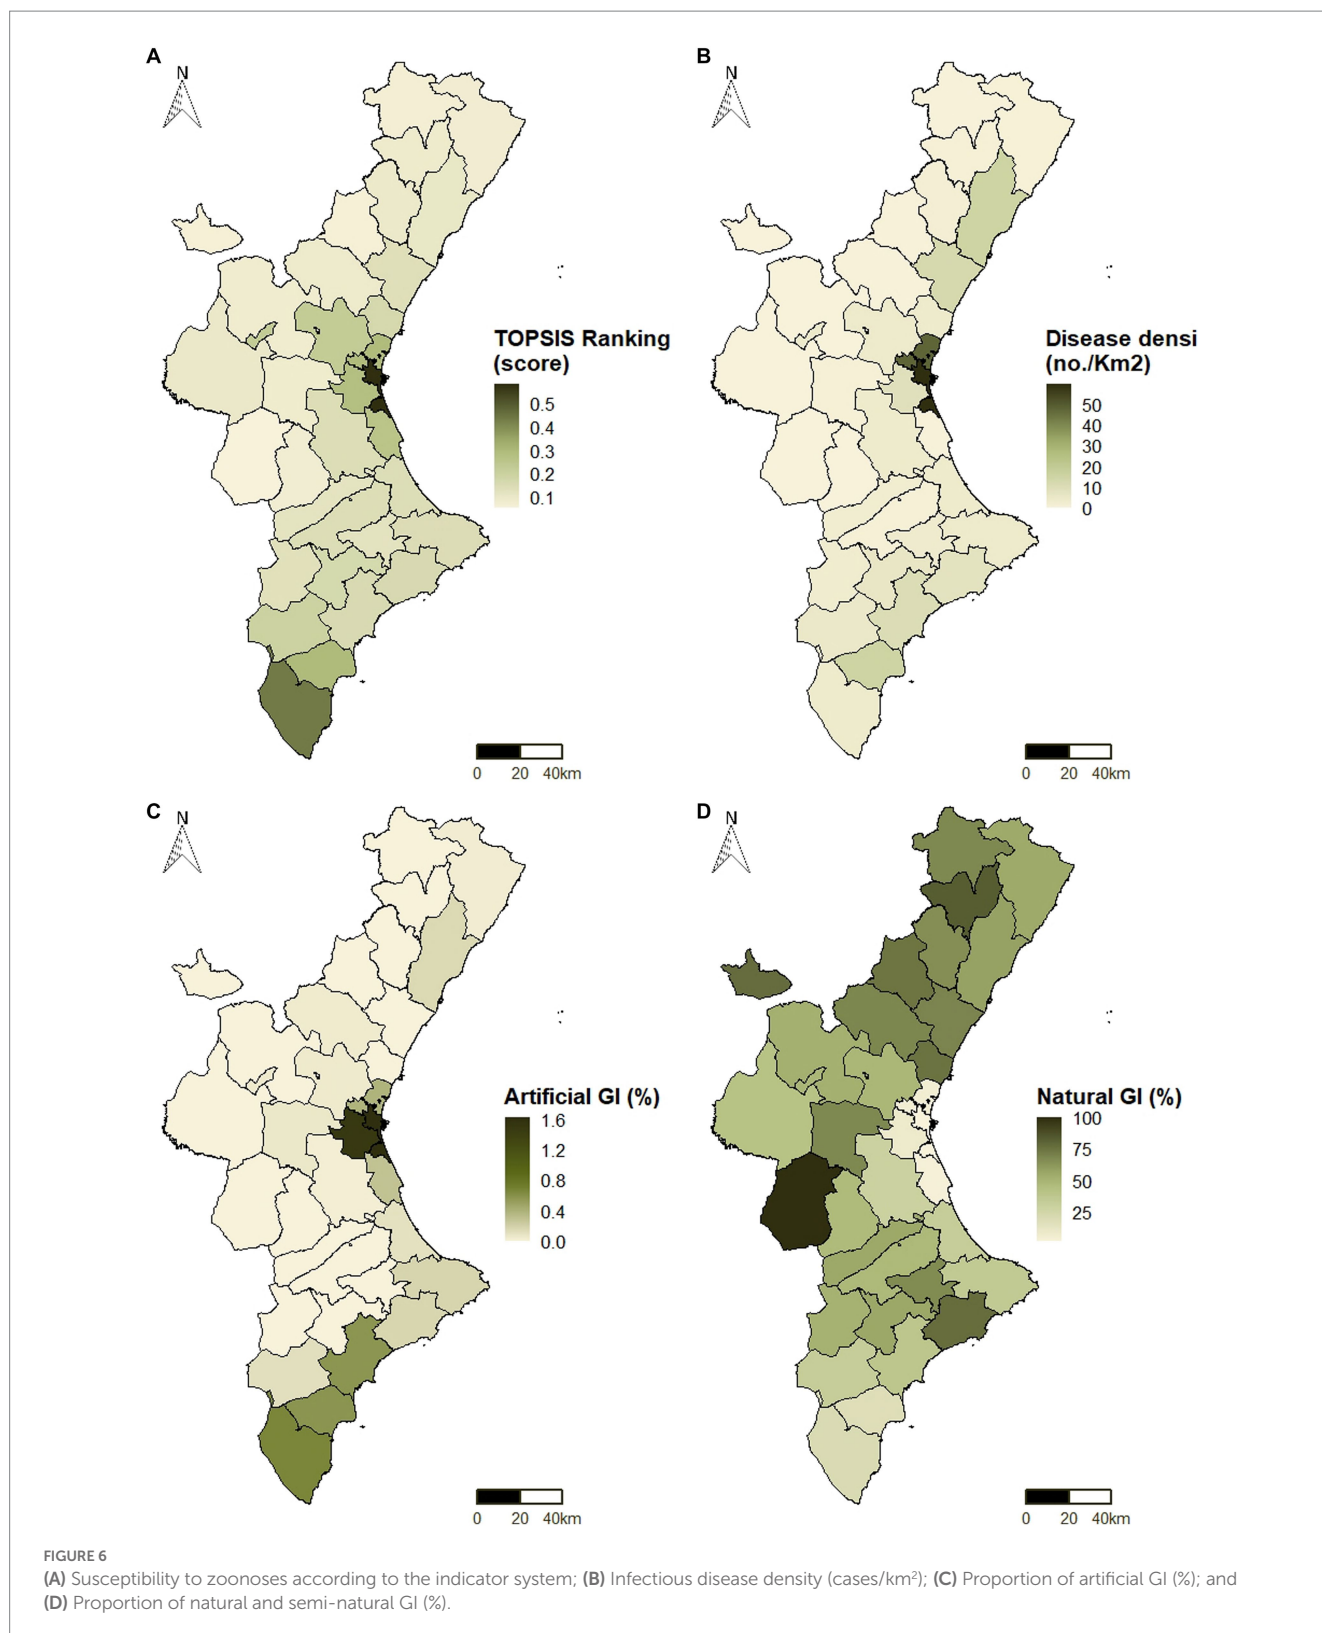 A
N
TOPSIS Ranking
(score)
0.5
0.4
0.3
0.2
0.1
0 20 40km
B
N
Disease densi
(no./Km2)
50
40
30
20
10
0
0 20 40km
C
N
Artificial GI (%)
1.6
1.2
0.8
0.4
0.0
0 20 40km
D
N
Natural GI (%)
100
75
50
25
0 20 40km
FIGURE 6
(A) Susceptibility to zoonoses according to the indicator system; (B) Infectious disease density (cases/km²); (C) Proportion of artificial GI (%); and
(D) Proportion of natural and semi-natural GI (%).